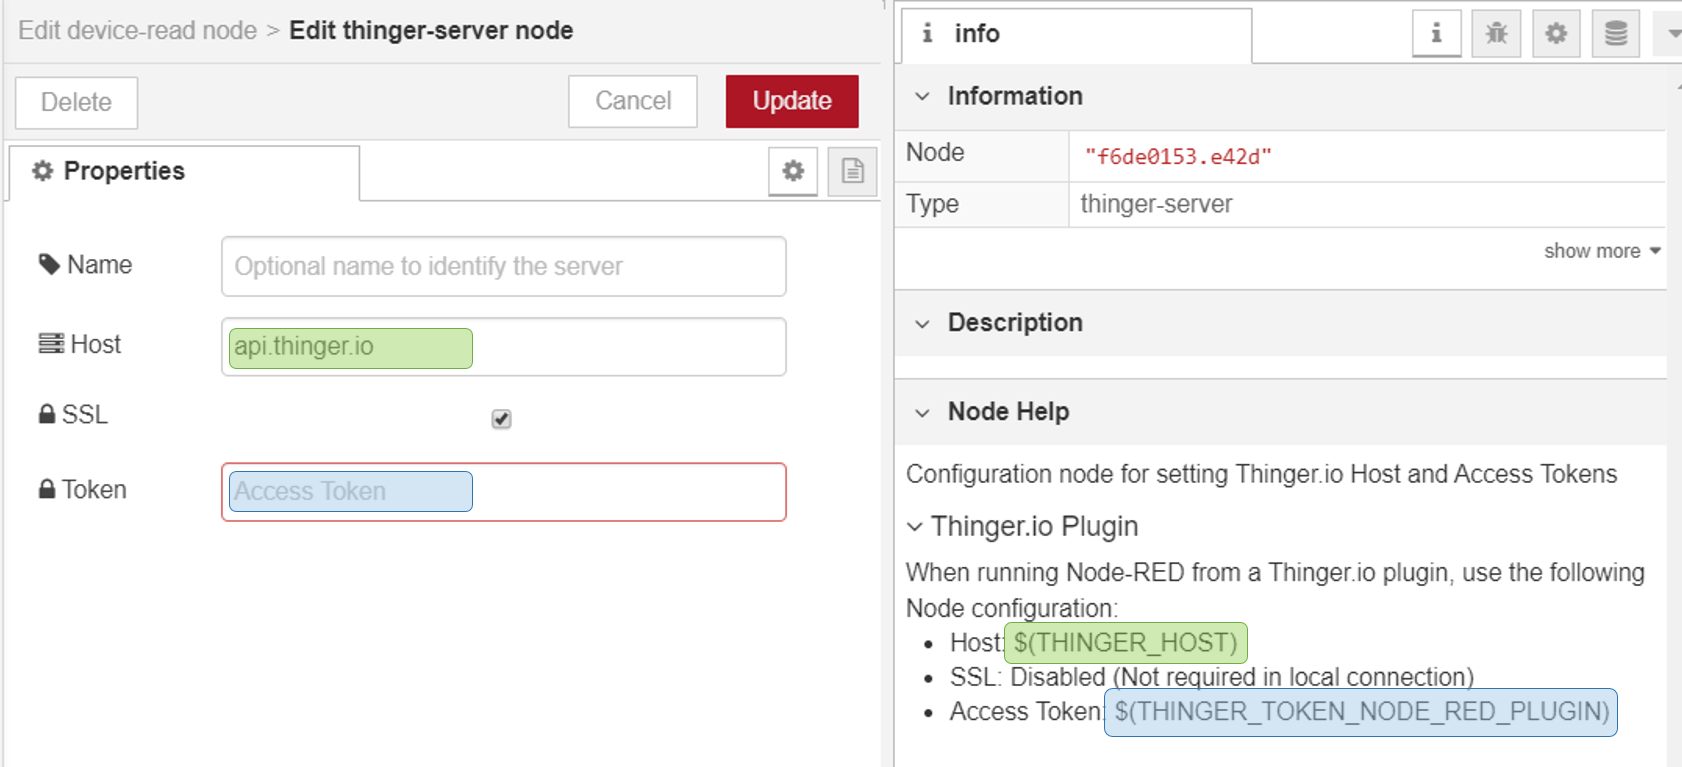 Edit device-read node > Edit thinger-server node
Delete
Cancel
Update
Properties
Name
Optional name to identify the server
Host
api.thinger.io
SSL
Token
Access Token
info
Information
Node
"f6de0153.e42d"
Type
thinger-server
show more
Description
Node Help
Configuration node for setting Thinger.io Host and Access Tokens
Thinger.io Plugin
When running Node-RED from a Thinger.io plugin, use the following
Node configuration:
• Host: $(THINGER_HOST)
• SSL: Disabled (Not required in local connection)
• Access Token: $(THINGER_TOKEN_NODE_RED_PLUGIN)